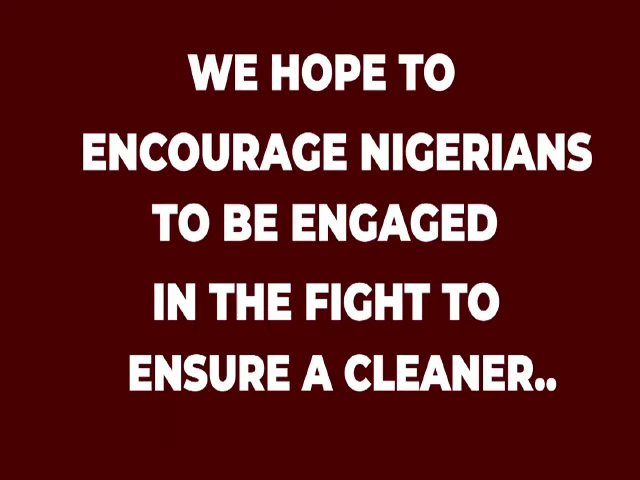 WE HOPE TO
ENCOURAGE NIGERIANS
TO BE ENGAGED
IN THE FIGHT TO
ENSURE A CLEANER..